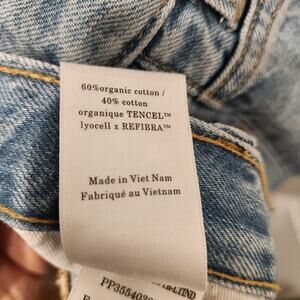 60%organic cotton /
40% cotton
organique TENCEL™
lyocell x REFIBRA™
Made in Viet Nam
Fabriqué au Vietnam